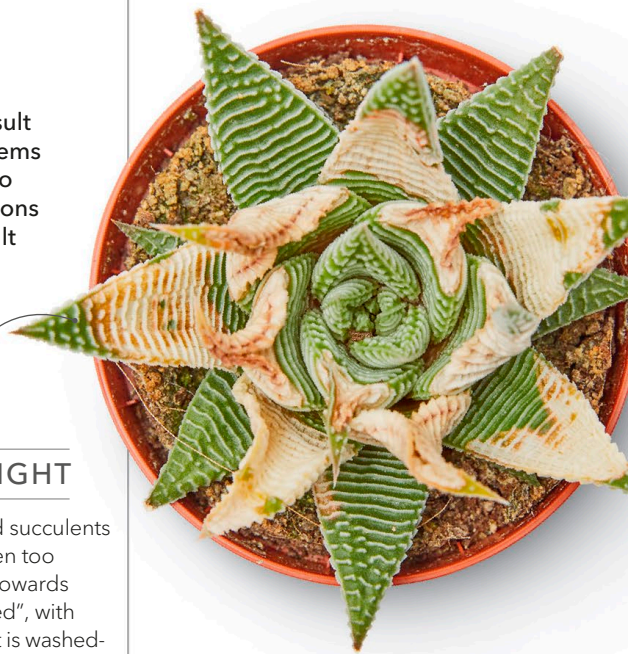 sult
ems
o
ons
lt
IGHT
d succulents
en too
owards
ed”, with
t is washed-